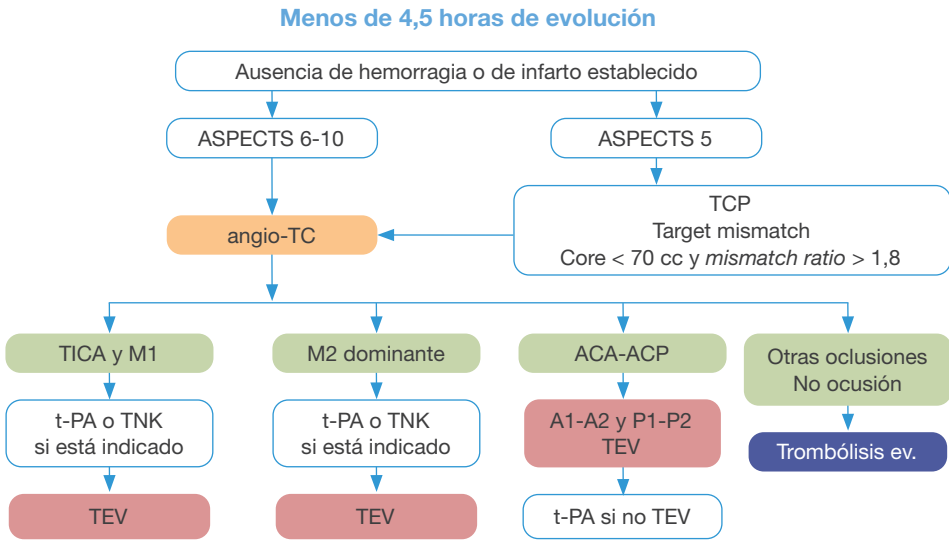 Menos de 4,5 horas de evolución
Ausencia de hemorragia o de infarto establecido
ASPECTS 6-10
ASPECTS 5
TCP
Target mismatch
Core < 70 cc y mismatch ratio > 1,8
angio-TC
TICA y M1
M2 dominante
ACA-ACP
Otras oclusiones
No ocusión
t-PA o TNK
si está indicado
t-PA o TNK
si está indicado
A1-A2 y P1-P2
TEV
Trombólisis ev.
TEV
TEV
t-PA si no TEV